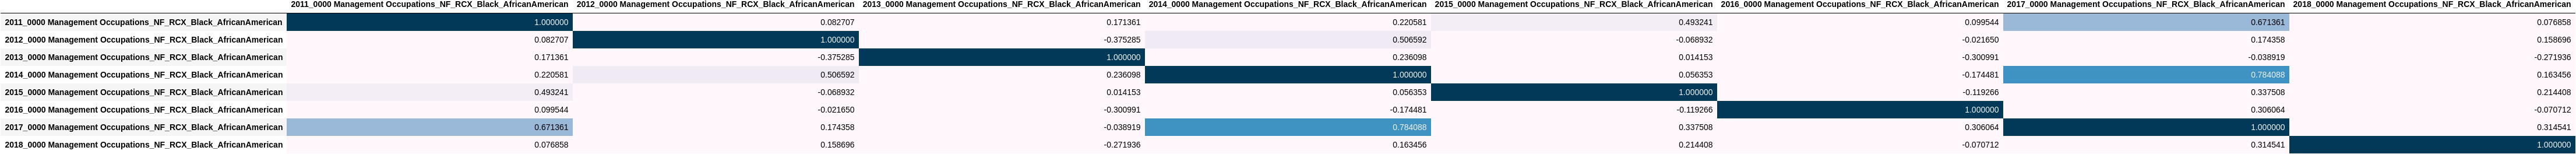 2011_0000 Management Occupations_NF_RCX_Black_AfricanAmerican 2012_0000 Management Occupations_NF_RCX_Black_AfricanAmerican 2013_0000 Management Occupations_NF_RCX_Black_AfricanAmerican 2014_0000 Management Occupations_NF_RCX_Black_AfricanAmerican 2015_0000 Management Occupations_NF_RCX_Black_AfricanAmerican 2016_0000 Management Occupations_NF_RCX_Black_AfricanAmerican 2017_0000 Management Occupations_NF_RCX_Black_AfricanAmerican 2018_0000 Management Occupations_NF_RCX_Black_AfricanAmerican
2011_0000 Management Occupations_NF_RCX_Black_AfricanAmerican 1.000000 0.082707 0.171361 0.220581 0.493241 0.099544 0.671361 0.076858
2012_0000 Management Occupations_NF_RCX_Black_AfricanAmerican 0.082707 1.000000 -0.375285 0.506592 -0.068932 -0.021650 0.174358 0.158696
2013_0000 Management Occupations_NF_RCX_Black_AfricanAmerican 0.171361 -0.375285 1.000000 0.236098 0.014153 -0.300991 -0.038919 -0.271936
2014_0000 Management Occupations_NF_RCX_Black_AfricanAmerican 0.220581 0.506592 0.236098 1.000000 0.056353 -0.174481 0.784088 0.163456
2015_0000 Management Occupations_NF_RCX_Black_AfricanAmerican 0.493241 -0.068932 0.014153 0.056353 1.000000 -0.119266 0.337508 0.214408
2016_0000 Management Occupations_NF_RCX_Black_AfricanAmerican 0.099544 -0.021650 -0.300991 -0.174481 -0.119266 1.000000 0.306064 -0.070712
2017_0000 Management Occupations_NF_RCX_Black_AfricanAmerican 0.671361 0.174358 -0.038919 0.784088 0.337508 0.306064 1.000000 0.314541
2018_0000 Management Occupations_NF_RCX_Black_AfricanAmerican 0.076858 0.158696 -0.271936 0.163456 0.214408 -0.070712 0.314541 1.000000